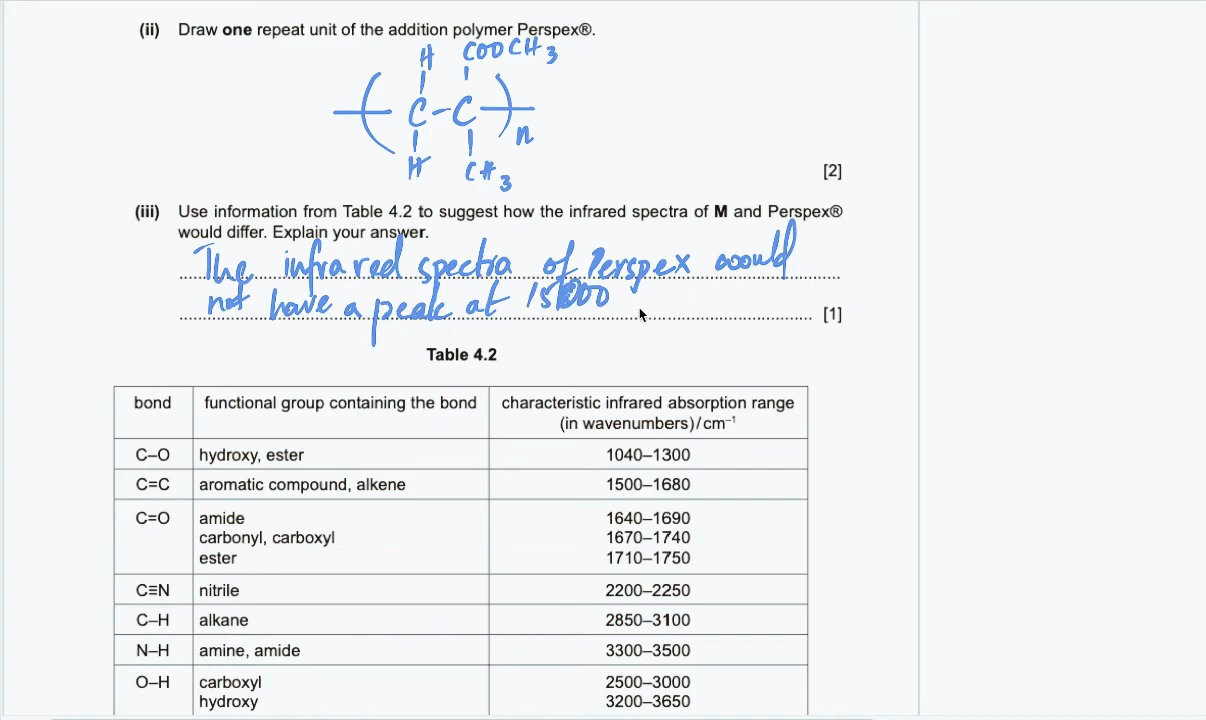 (ii) Draw one repeat unit of the addition polymer Perspex®.
H COOCH3
C-C
n
H CH3
[2]
(iii) Use information from Table 4.2 to suggest how the infrared spectra of M and Perspex®
would differ. Explain your answer.
The infrared spectra of Perspex would
not have a peak at
[1]
Table 4.2
bond functional group containing the bond characteristic infrared absorption range
(in wavenumbers)/cm⁻¹
C–O hydroxy, ester 1040–1300
C=C aromatic compound, alkene 1500–1680
C=O amide 1640–1690
carbonyl, carboxyl 1670–1740
ester 1710–1750
C≡N nitrile 2200–2250
C–H alkane 2850–3100
N–H amine, amide 3300–3500
O–H carboxyl 2500–3000
hydroxy 3200–3650